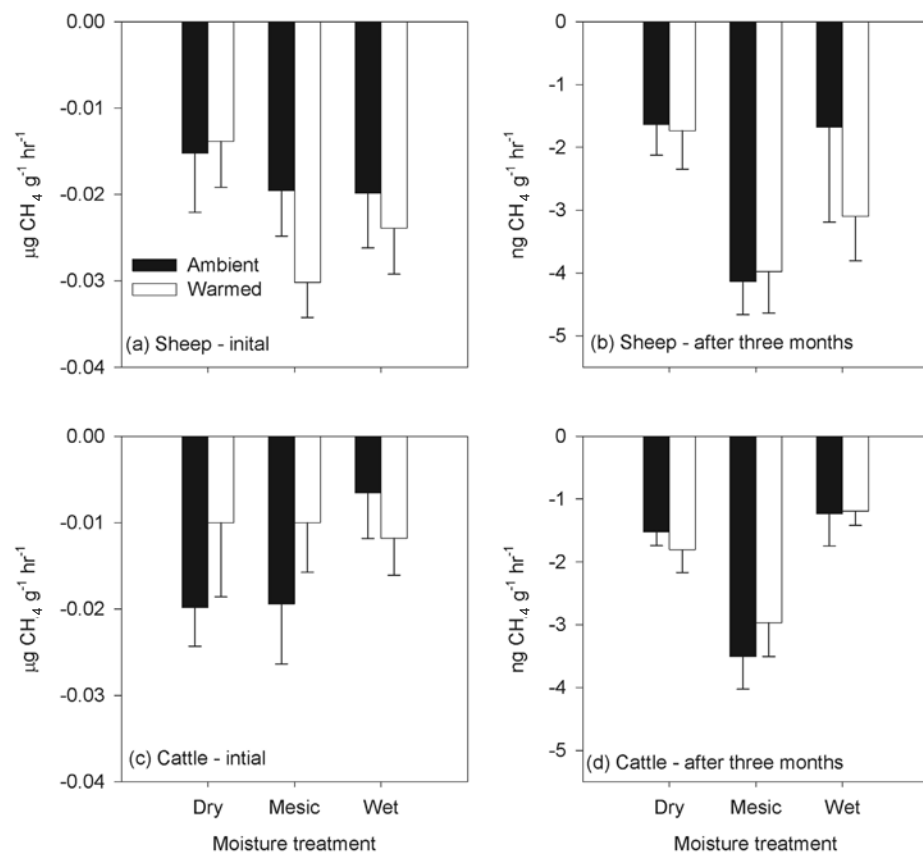 0.00
-0.01
-0.02
-0.03
-0.04
µg CH4 g-1 hr-1
Ambient
Warmed
(a) Sheep - inital
0
-1
-2
-3
-4
-5
ng CH4 g-1 hr-1
(b) Sheep - after three months
0.00
-0.01
-0.02
-0.03
-0.04
µg CH4 g-1 hr-1
(c) Cattle - intial
Dry Mesic Wet
Moisture treatment
0
-1
-2
-3
-4
-5
ng CH4 g-1 hr-1
(d) Cattle - after three months
Dry Mesic Wet
Moisture treatment